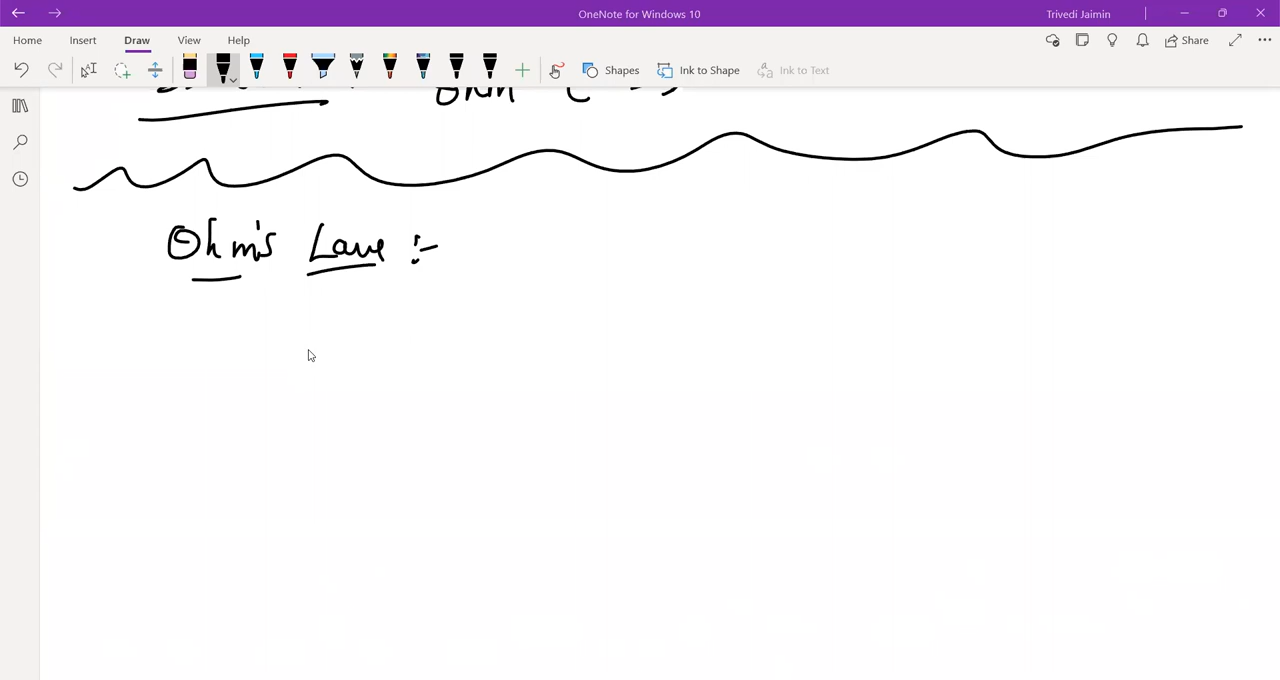 OneNote for Windows 10
Trivedi Jaimin
Home Insert Draw View Help
Share
Shapes Ink to Shape Ink to Text
Ohm's Lawe :-